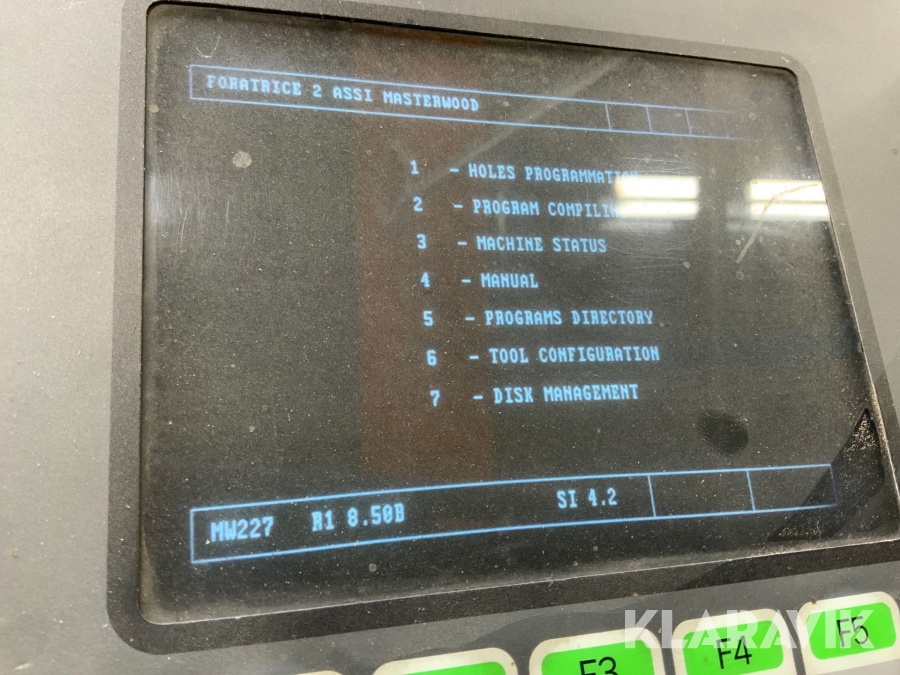 FORATRICE 2 ASSI MASTERWOOD
1 - HOLES PROGRAMMATION
2 - PROGRAM COMPILING
3 - MACHINE STATUS
4 - MANUAL
5 - PROGRAMS DIRECTORY
6 - TOOL CONFIGURATION
7 - DISK MANAGEMENT
MW227 R1 8.50B SI 4.2
F3 F4 F5
KLARAVIK